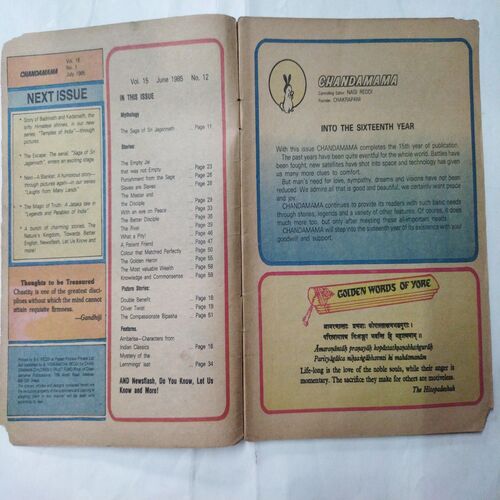 CHANDAMAMA
Vol. 16
No. 1
July 1985
NEXT ISSUE
• Story of Badrinath and Kedarnath, the
lofty Himalaya shrines, in our new
series: "Temples of India"—through
pictures
• The Escape: The serial, "Saga of Sri
Jagannath", enters an exciting stage
• Next—A Blanket: A humorous story—
through pictures again—in our series
"Laughs from Many Lands"
• The Magic of Truth: A Jataka tale in
"Legends and Parables of India".
• A bunch of charming stories, The
Nature's Kingdom, Towards Better
English, Newsflash, Let Us Know and
more!
Thoughts to be Treasured
Chastity is one of the greatest disci-
plines without which the mind cannot
attain requisite firmness.
—Gandhiji
Vol. 15 June 1985 No. 12
IN THIS ISSUE
Mythology
The Saga of Sri Jagannath ... Page 11
Stories:
The Empty Jar
that was not Empty ... Page 23
Punishment from the Sage ... Page 26
Slaves are Slaves ... Page 28
The Master and
the Disciple ... Page 29
With an eye on Peace ... Page 33
The Better Disciple ... Page 36
The River ... Page 39
What a Pity! ... Page 46
A Patient Friend ... Page 47
Colour that Matched Perfectly ... Page 50
The Golden Heron ... Page 55
The Most valuable Wealth ... Page 58
Knowledge and Commonsense ... Page 59
Picture Stories:
Double Benefit ... Page 18
Oliver Twist ... Page 19
The Compassionate Bipasha ... Page 51
Features.
Ambarisa—Characters from
Indian Classics ... Page 16
Mystery of the
Lemmings' last ... Page 34
AND Newsflash, Do You Know, Let Us
Know and More!
CHANDAMAMA
Controlling Editor: NAGI REDDI
Founder: CHAKRAPANI
INTO THE SIXTEENTH YEAR
With this issue CHANDAMAMA completes the 15th year of publication.
The past years have been quite eventful for the whole world. Battles have
been fought, new satellites have shot into space and technology has given
us many more clues to comfort.
But man's need for love, sympathy, dreams and visions have not been
reduced. We admire all that is good and beautiful, we certainly want peace
and joy.
CHANDAMAMA continues to provide its readers with such basic needs
through stories, legends and a variety of other features. Of course, it does
much more too, but only after meeting these all-important needs.
CHANDAMAMA will step into the sixteenth year of its existence with your
goodwill and support.
GOLDEN WORDS OF YORE
Life-long is the love of the noble souls, while their anger is
momentary. The sacrifice they make for others are motiveless.
The Hitopadeshah